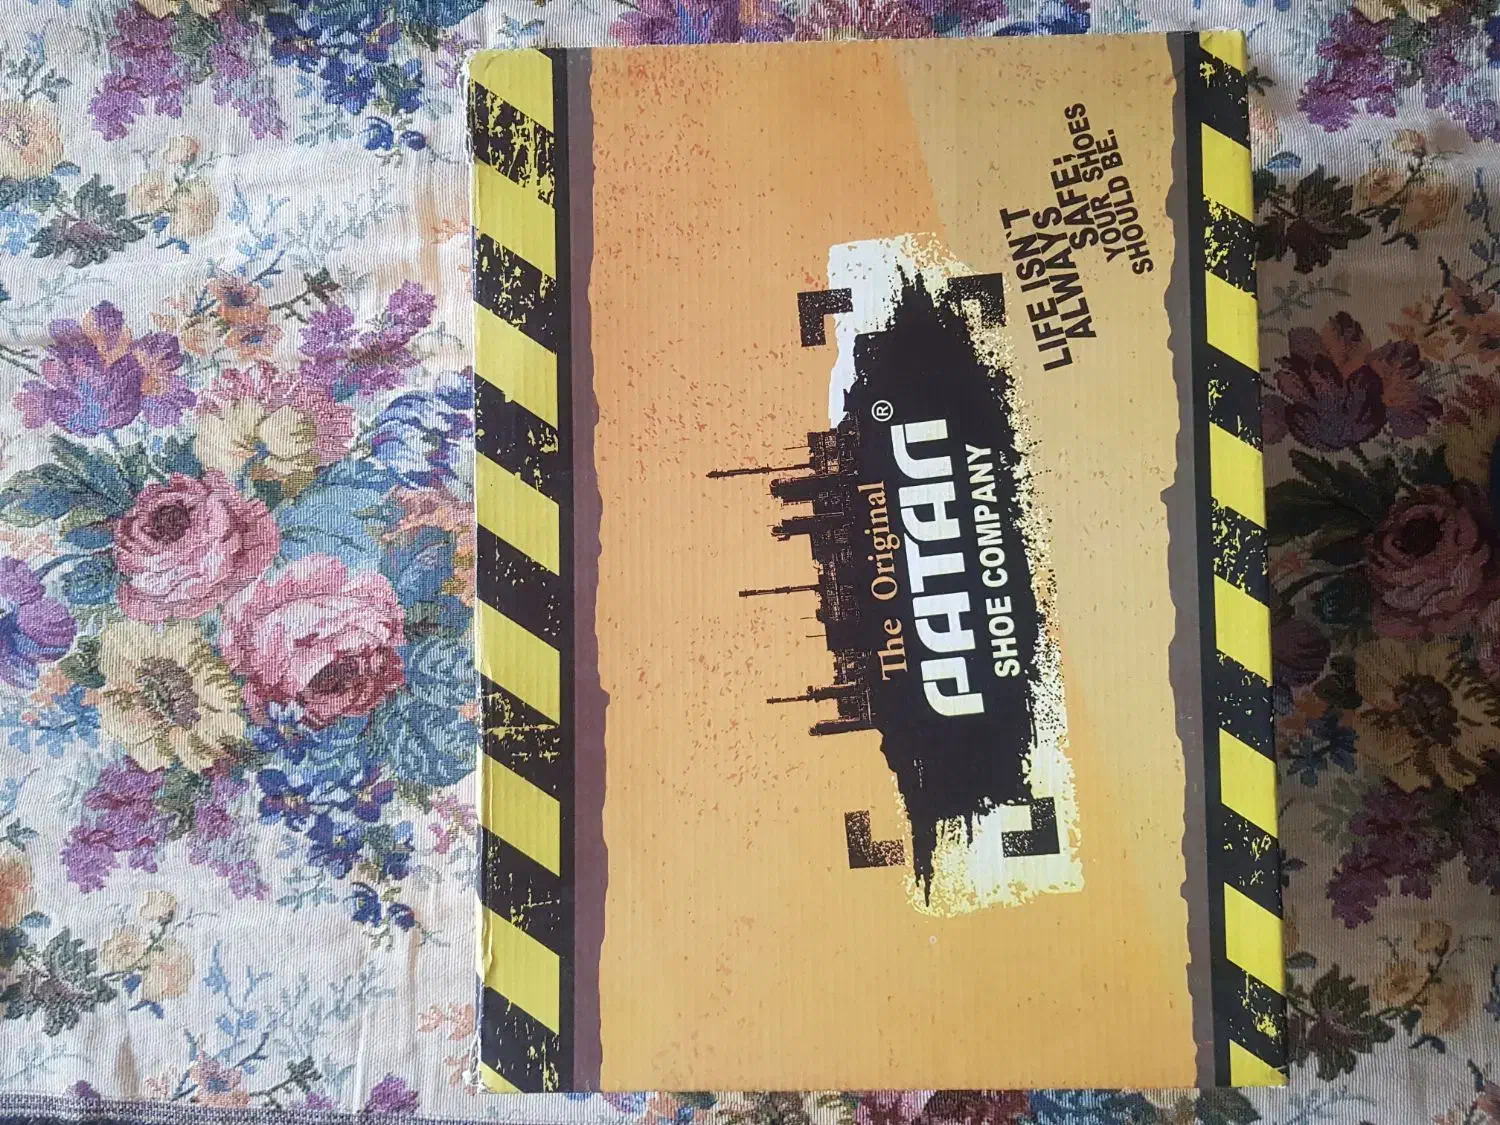 The Original
PATAN®
SHOE COMPANY
LIFE ISN'T
ALWAYS
SAFE;
YOUR SHOES
SHOULD BE.